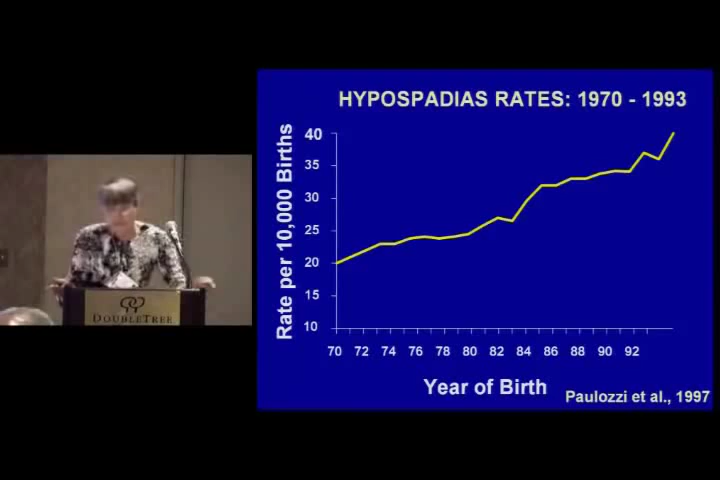 HYPOSPADIAS RATES: 1970 - 1993
Rate per 10,000 Births
40
35
30
25
20
15
10
70 72 74 76 78 80 82 84 86 88 90 92
Year of Birth
Paulozzi et al., 1997
DOUBLETREE